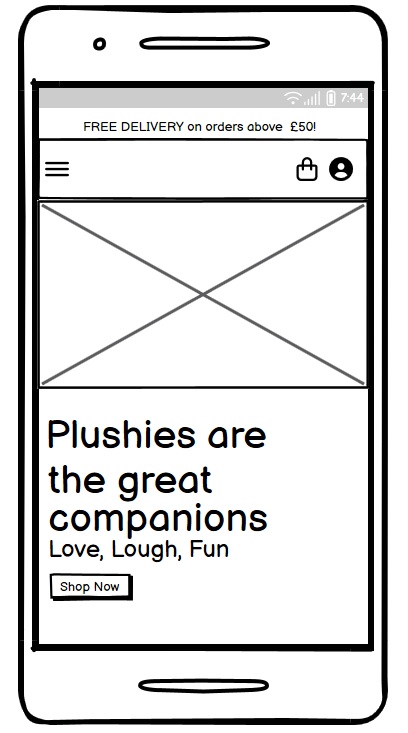 7:44
FREE DELIVERY on orders above £50!
Plushies are
the great
companions
Love, Lough, Fun
Shop Now